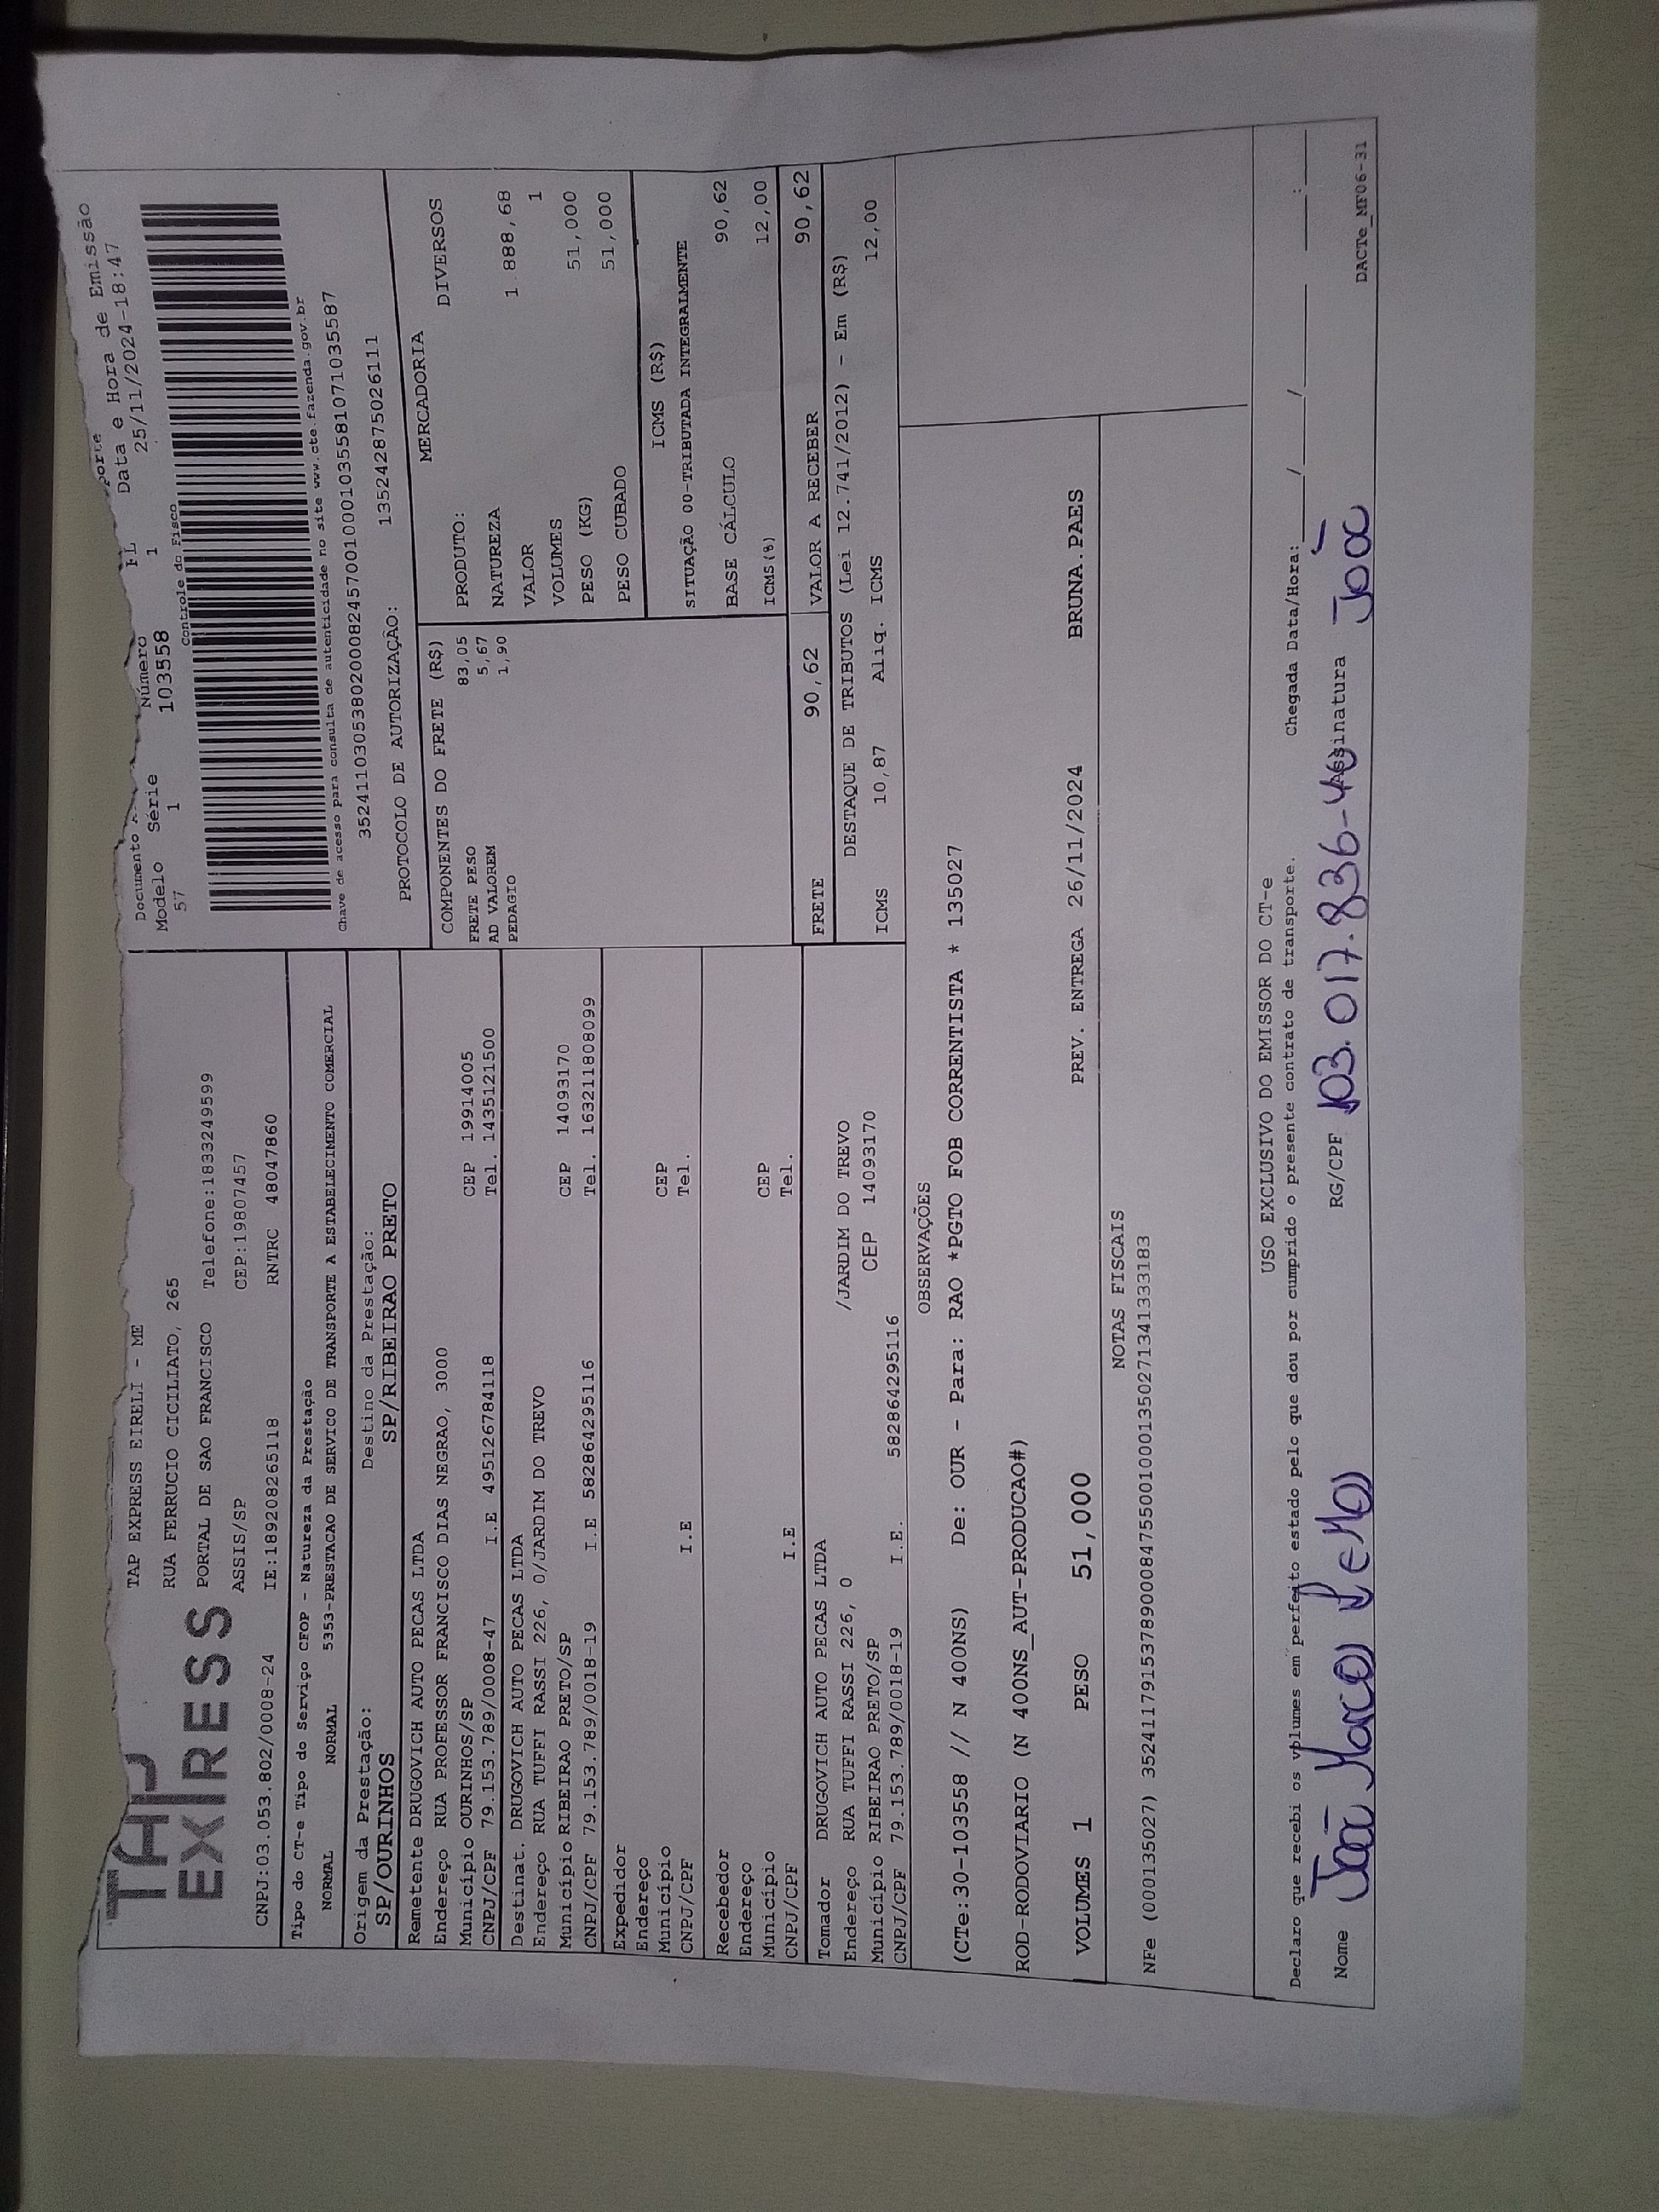 TAP
EXPRESS
TAP EXPRESS EIRELI - ME
RUA FERRUCIO CICILIATO, 265
PORTAL DE SAO FRANCISCO Telefone:1833249599
ASSIS/SP CEP:19807457
CNPJ:03.053.802/0008-24 IE:189208265118 RNTRC 48047860
Documento
Modelo Série Número FL Data e Hora de Emissão
57 1 103558 1 25/11/2024-18:47
Controle do Fisco
Chave de acesso para consulta de autenticidade no site www.cte.fazenda.gov.br
35241103053802000824570010001035581071035587
PROTOCOLO DE AUTORIZAÇÃO: 135242875026111
Tipo do CT-e Tipo do Serviço CFOP - Natureza da Prestação
NORMAL NORMAL 5353-PRESTACAO DE SERVICO DE TRANSPORTE A ESTABELECIMENTO COMERCIAL
Origem da Prestação: Destino da Prestação:
SP/OURINHOS SP/RIBEIRAO PRETO
Remetente DRUGOVICH AUTO PECAS LTDA
Endereço RUA PROFESSOR FRANCISCO DIAS NEGRAO, 3000
Município OURINHOS/SP CEP 19914005
CNPJ/CPF 79.153.789/0008-47 I.E 495126784118 Tel. 1435121500
Destinat. DRUGOVICH AUTO PECAS LTDA
Endereço RUA TUFFI RASSI 226, 0/JARDIM DO TREVO
Município RIBEIRAO PRETO/SP CEP 14093170
CNPJ/CPF 79.153.789/0018-19 I.E 582864295116 Tel. 163211808099
Expedidor
Endereço
Município CEP
CNPJ/CPF I.E Tel.
Recebedor
Endereço
Município CEP
CNPJ/CPF I.E Tel.
Tomador DRUGOVICH AUTO PECAS LTDA
Endereço RUA TUFFI RASSI 226, 0 /JARDIM DO TREVO
Município RIBEIRAO PRETO/SP CEP 14093170
CNPJ/CPF 79.153.789/0018-19 I.E. 582864295116
COMPONENTES DO FRETE (R$)
FRETE PESO 83,05
AD VALOREM 5,67
PEDAGIO 1,90
MERCADORIA
PRODUTO: DIVERSOS
NATUREZA
VALOR 1.888,68
VOLUMES 1
PESO (KG) 51,000
PESO CUBADO 51,000
ICMS (R$)
SITUAÇÃO 00-TRIBUTADA INTEGRALMENTE
BASE CÁLCULO 90,62
ICMS(%) 12,00
FRETE 90,62 VALOR A RECEBER 90,62
DESTAQUE DE TRIBUTOS (Lei 12.741/2012) - Em (R$)
ICMS 10,87 Aliq. ICMS 12,00
OBSERVAÇÕES
(CTe:30-103558 // N 400NS) De: OUR - Para: RAO *PGTO FOB CORRENTISTA * 135027
ROD-RODOVIARIO (N 400NS_AUT-PRODUCAO#)
VOLUMES 1 PESO 51,000 PREV. ENTREGA 26/11/2024 BRUNA.PAES
NOTAS FISCAIS
NFe (000135027) 35241179153789000847550010001350271341333183
USO EXCLUSIVO DO EMISSOR DO CT-e
Declaro que recebi os volumes em perfeito estado pelo que dou por cumprido o presente contrato de transporte. Chegada Data/Hora: ____/____/______ ____:____
Nome João Marcos RG/CPF 103.017.836-46 Assinatura João
DACTe_MF06-31